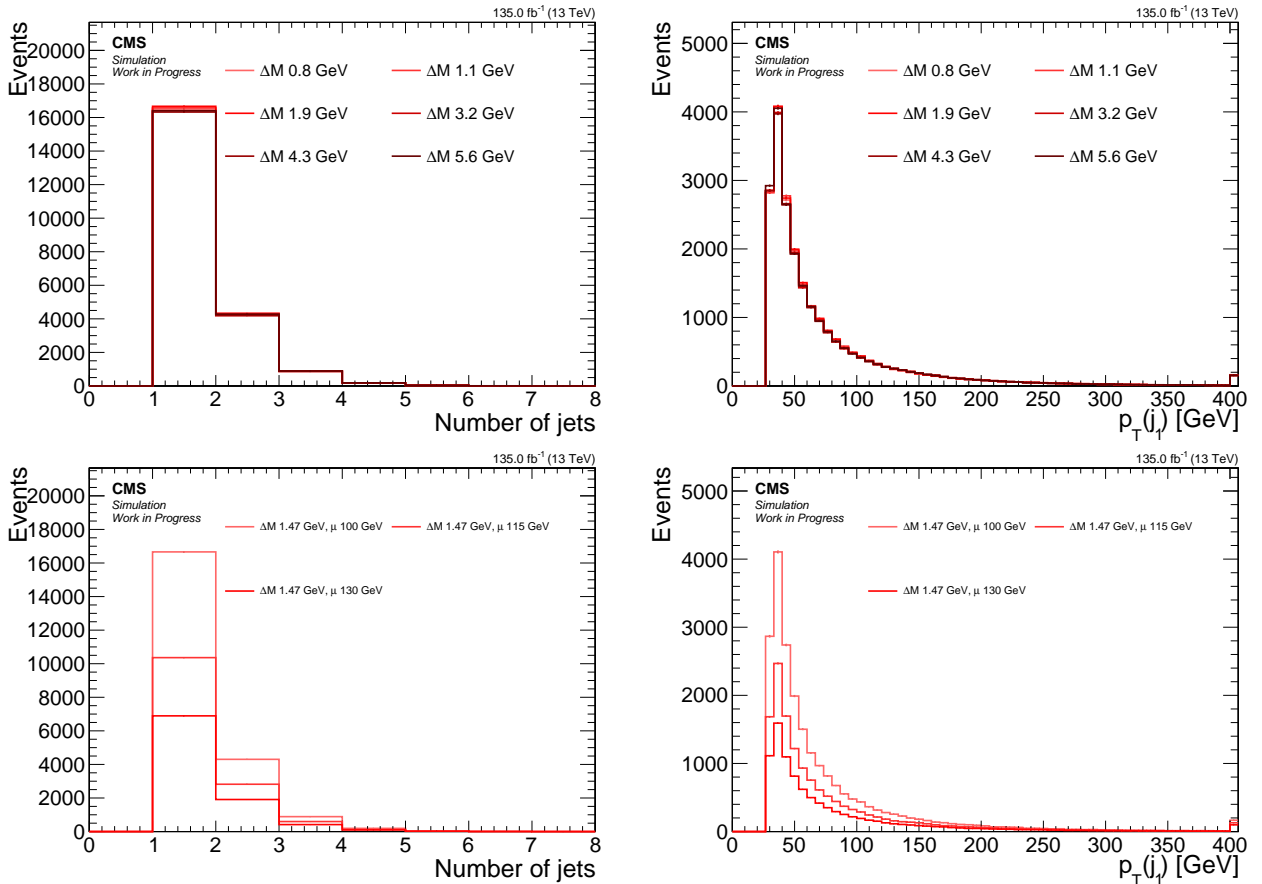 135.0 fb⁻¹ (13 TeV)
Events
20000
18000
16000
14000
12000
10000
8000
6000
4000
2000
0
CMS
Simulation
Work in Progress
ΔM 0.8 GeV ΔM 1.1 GeV
ΔM 1.9 GeV ΔM 3.2 GeV
ΔM 4.3 GeV ΔM 5.6 GeV
0 1 2 3 4 5 6 7 8
Number of jets
135.0 fb⁻¹ (13 TeV)
Events
5000
4000
3000
2000
1000
0
CMS
Simulation
Work in Progress
ΔM 0.8 GeV ΔM 1.1 GeV
ΔM 1.9 GeV ΔM 3.2 GeV
ΔM 4.3 GeV ΔM 5.6 GeV
0 50 100 150 200 250 300 350 400
p_T(j_1) [GeV]
135.0 fb⁻¹ (13 TeV)
Events
20000
18000
16000
14000
12000
10000
8000
6000
4000
2000
0
CMS
Simulation
Work in Progress
ΔM 1.47 GeV, μ 100 GeV ΔM 1.47 GeV, μ 115 GeV
ΔM 1.47 GeV, μ 130 GeV
0 1 2 3 4 5 6 7 8
Number of jets
135.0 fb⁻¹ (13 TeV)
Events
5000
4000
3000
2000
1000
0
CMS
Simulation
Work in Progress
ΔM 1.47 GeV, μ 100 GeV ΔM 1.47 GeV, μ 115 GeV
ΔM 1.47 GeV, μ 130 GeV
0 50 100 150 200 250 300 350 400
p_T(j_1) [GeV]